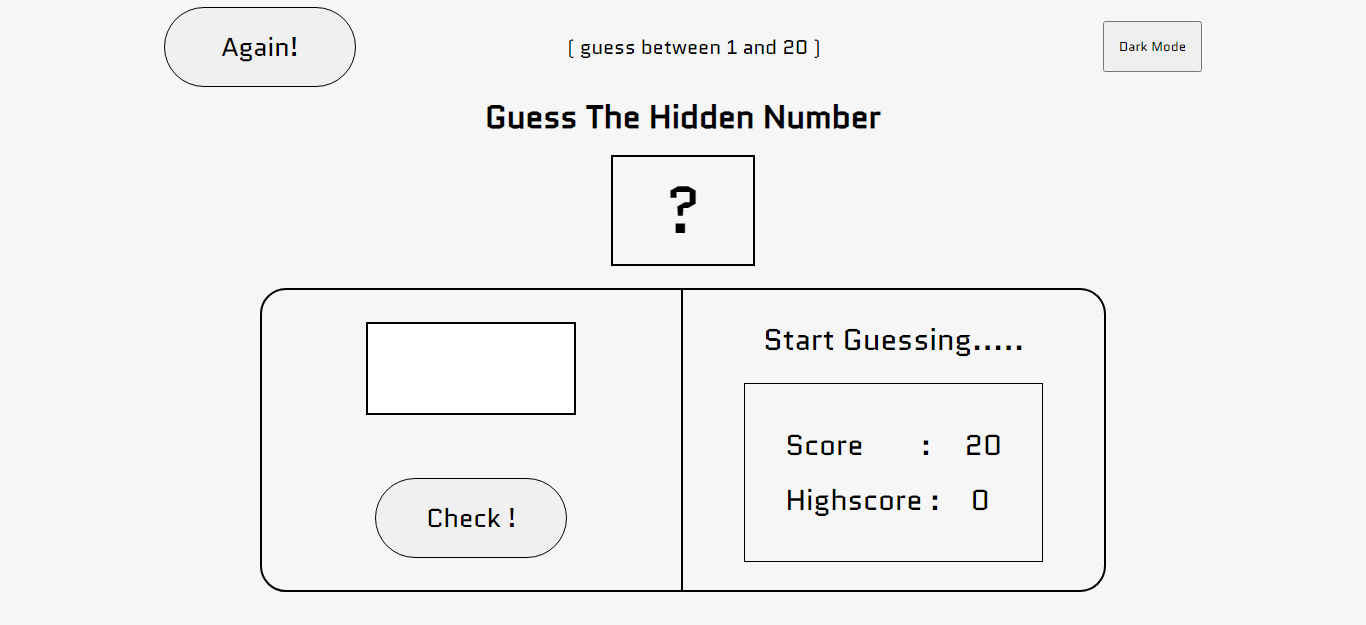 Again!
( guess between 1 and 20 )
Dark Mode
Guess The Hidden Number
?
Start Guessing.....
Score : 20
Highscore : 0
Check !